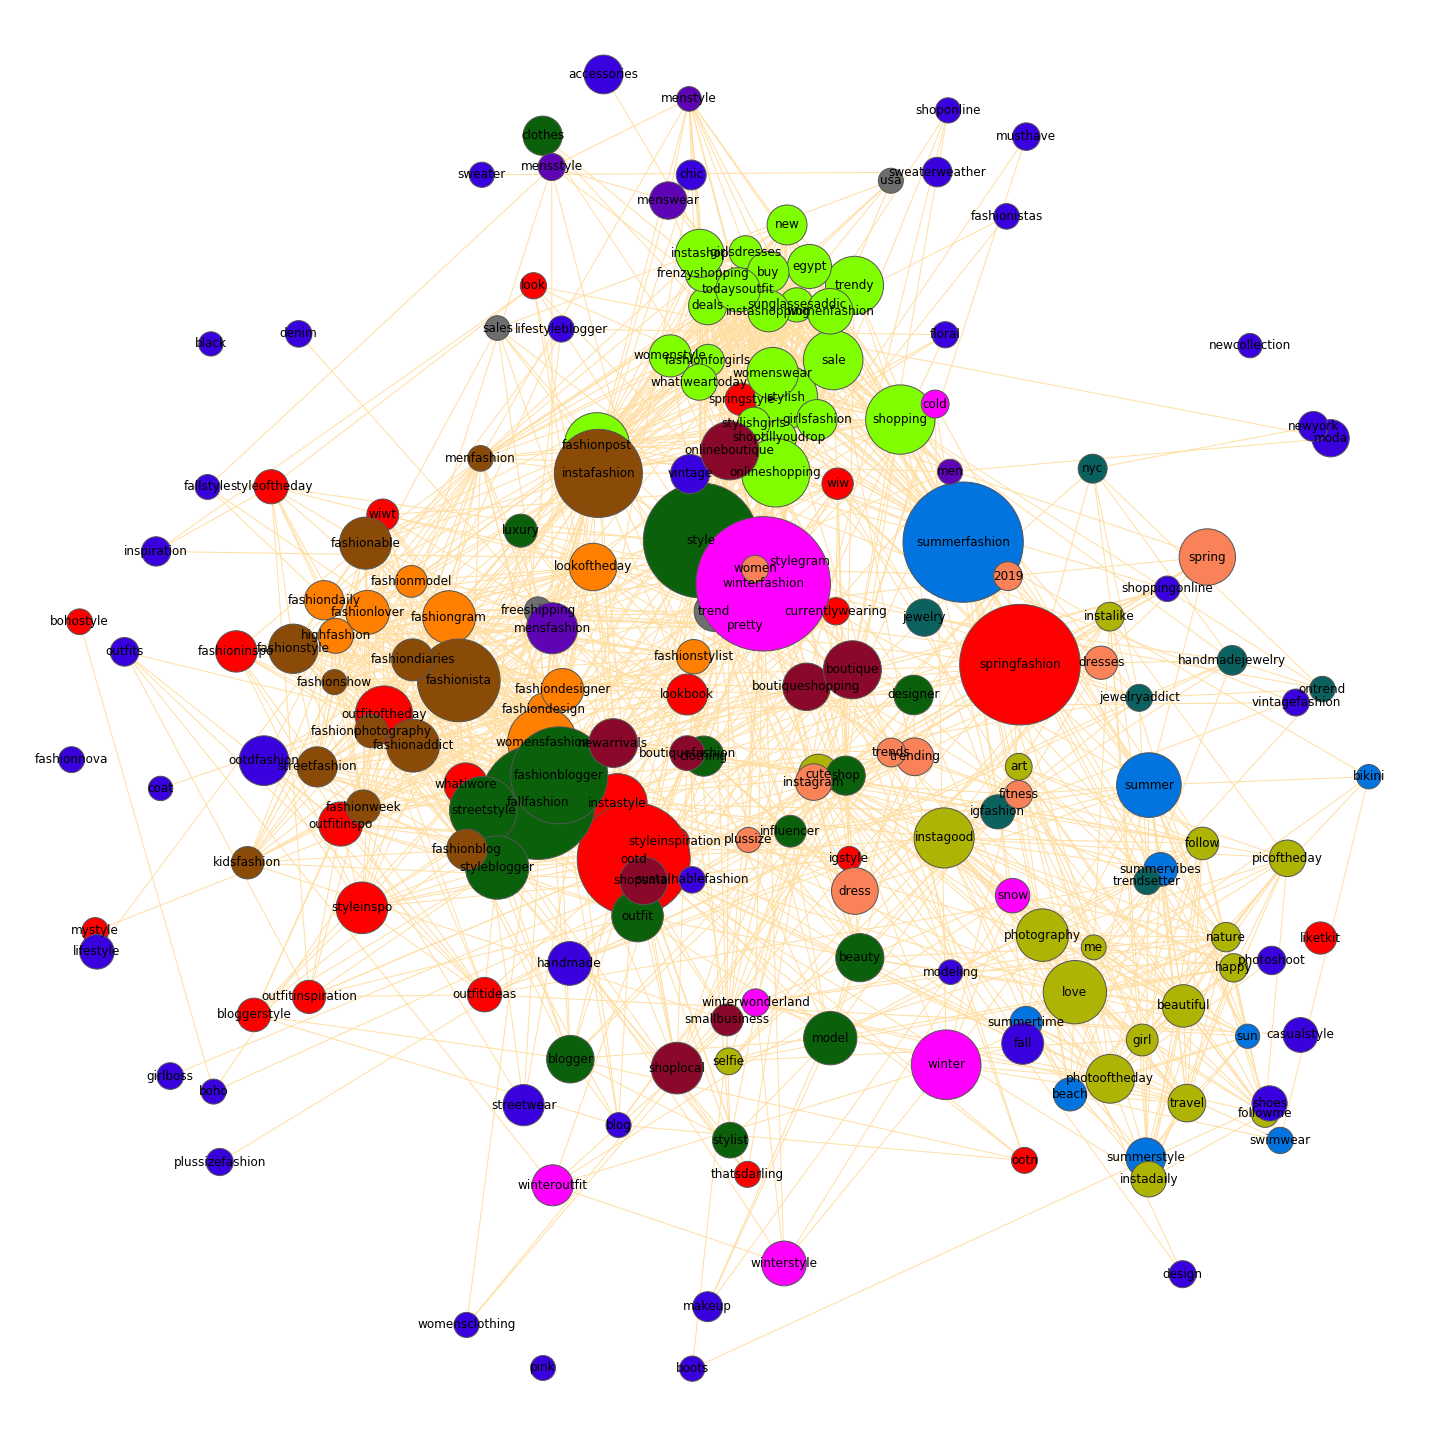 accessories
menstyle
shoponline
clothes
musthave
mensstyle
sweater
chic
sweaterweather
usa
menswear
fashionistas
new
instashop
girlsdresses
egypt
frenzyshopping
buy
look
todaysoutfit
trendy
deals
sunglassesaddic
instashopping
womenfashion
sales
lifestyleblogger
denim
floral
black
newcollection
womenstyle
fashionforgirls
sale
womenswear
whatiweartoday
springstyle
stylish
cold
stylishgirls
girlsfashion
shopping
newyork
moda
shoptillyoudrop
fashionpost
onlineboutique
menfashion
instafashion
vintage
onlineshopping
men
nyc
wiw
fallstyles
styleoftheday
wiwt
luxury
style
summerfashion
fashionable
inspiration
spring
stylegram
women
lookoftheday
2019
winterfashion
fashionmodel
shoppingonline
fashiondaily
fashionlover
freeshipping
trend
currentlywearing
jewelry
instalike
fashiongram
bohostyle
pretty
mensfashion
highfashion
fashionstyle
outfits
fashioninspo
fashiondiaries
fashionstylist
handmadejewelry
dresses
springfashion
boutique
fashionista
fashionshow
boutiqueshopping
fashiondesigner
lookbook
designer
jewelryaddict
ontrend
vintagefashion
fashiondesign
outfitoftheday
fashionphotography
womensfashion
newarrivals
fashionaddict
boutiquefashion
clothing
trends
trending
fashionnova
ootdfashion
streetfashion
art
cute
shop
fashionblogger
bikini
instagram
whatiwore
summer
coat
fitness
fallfashion
instastyle
fashionweek
streetstyle
igfashion
outfitinspo
influencer
plussize
instagood
styleinspiration
follow
fashionblog
ootd
igstyle
picoftheday
kidsfashion
styleblogger
summervibes
shopsmall
sustainablefashion
trendsetter
dress
snow
styleinspo
outfit
mystyle
photography
nature
liketkit
me
lifestyle
beauty
handmade
photoshoot
happy
modeling
love
outfitideas
outfitinspiration
winterwonderland
beautiful
bloggerstyle
smallbusiness
summertime
casualstyle
sun
model
girl
fall
blogger
selfie
shoplocal
winter
girlboss
photooftheday
boho
beach
streetwear
travel
shoes
followme
blog
stylist
swimwear
summerstyle
plussizefashion
ootn
thatsdarling
instadaily
winteroutfit
winterstyle
design
makeup
womensclothing
pink
boots